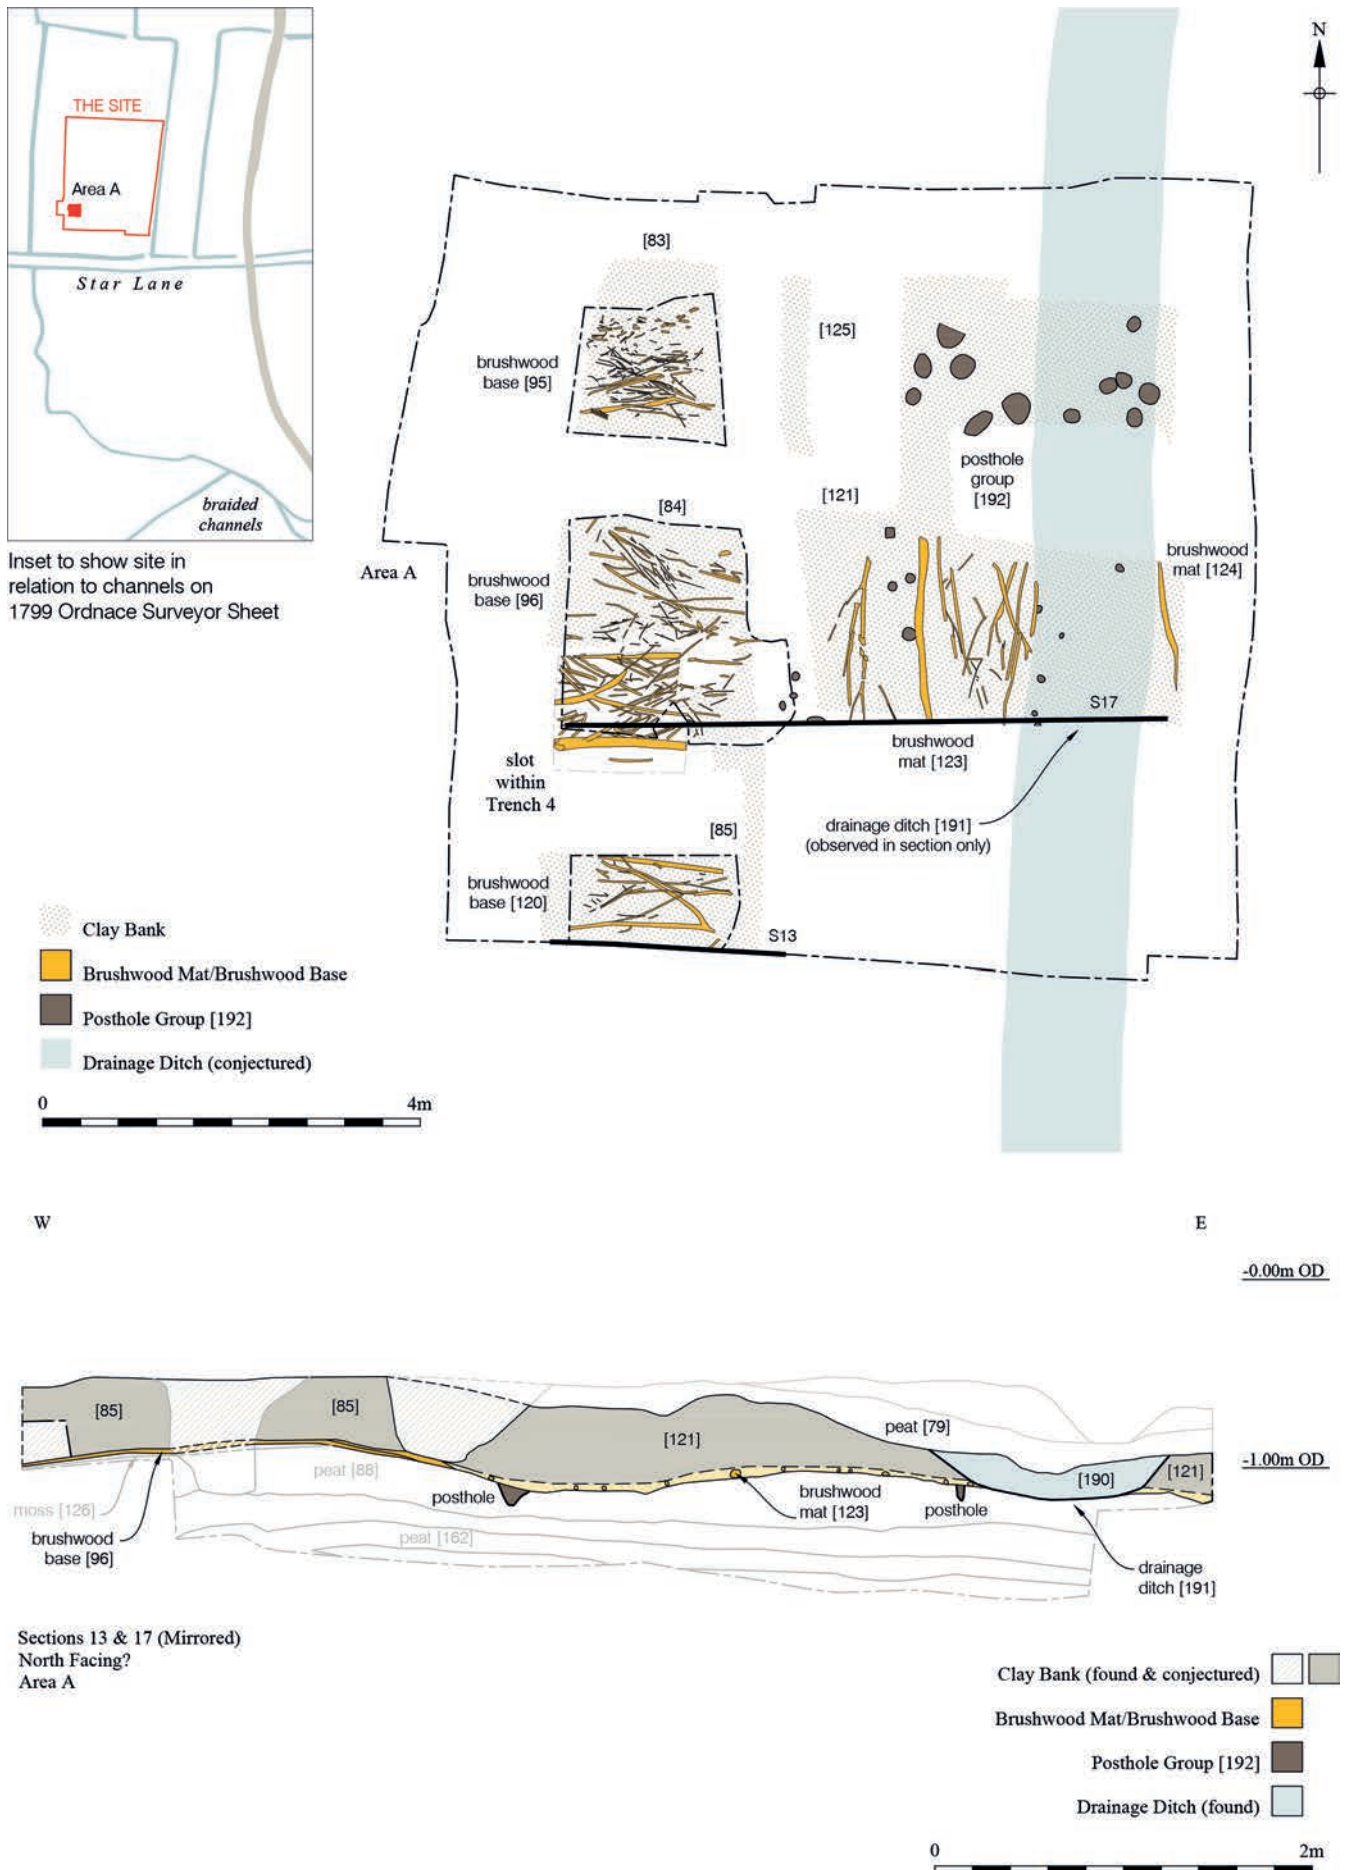 THE SITE
Area A
Star Lane
braided
channels
Inset to show site in
relation to channels on
1799 Ordnace Surveyor Sheet
N
[83]
[125]
brushwood
base [95]
posthole
group
[192]
[84]
[121]
brushwood
mat [124]
Area A
brushwood
base [96]
S17
brushwood
mat [123]
slot
within
Trench 4
[85]
drainage ditch [191]
(observed in section only)
brushwood
base [120]
S13
Clay Bank
Brushwood Mat/Brushwood Base
Posthole Group [192]
Drainage Ditch (conjectured)
0 4m
W E
-0.00m OD
[85]
[85]
[121]
peat [79]
-1.00m OD
[190]
[121]
peat [88]
moss [126]
posthole
brushwood
mat [123]
posthole
brushwood
base [96]
peat [162]
drainage
ditch [191]
Sections 13 & 17 (Mirrored)
North Facing?
Area A
Clay Bank (found & conjectured)
Brushwood Mat/Brushwood Base
Posthole Group [192]
Drainage Ditch (found)
0 2m